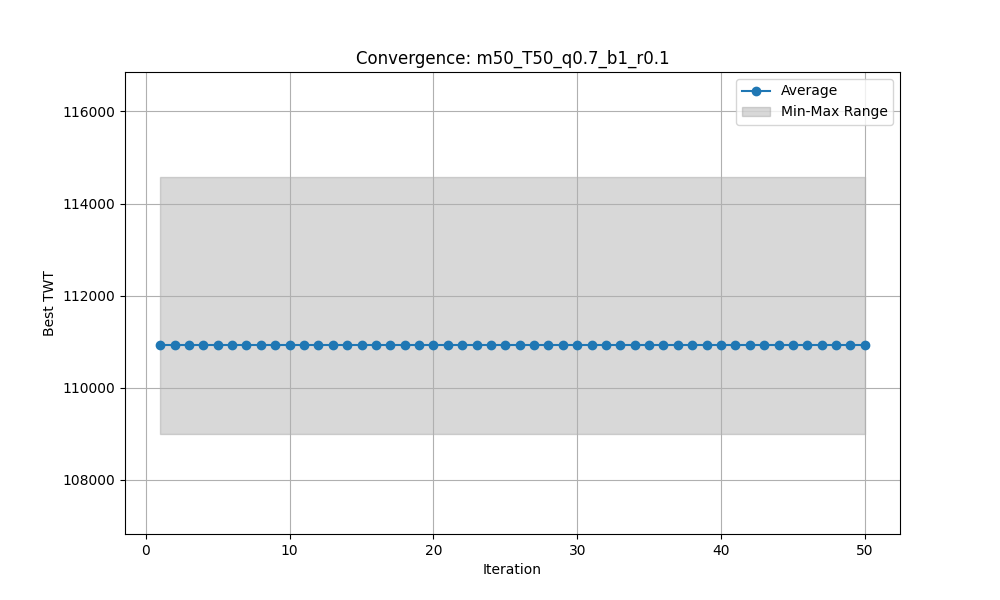 Convergence: m50_T50_q0.7_b1_r0.1
Average
Min-Max Range
116000
114000
112000
110000
108000
Best TWT
0 10 20 30 40 50
Iteration